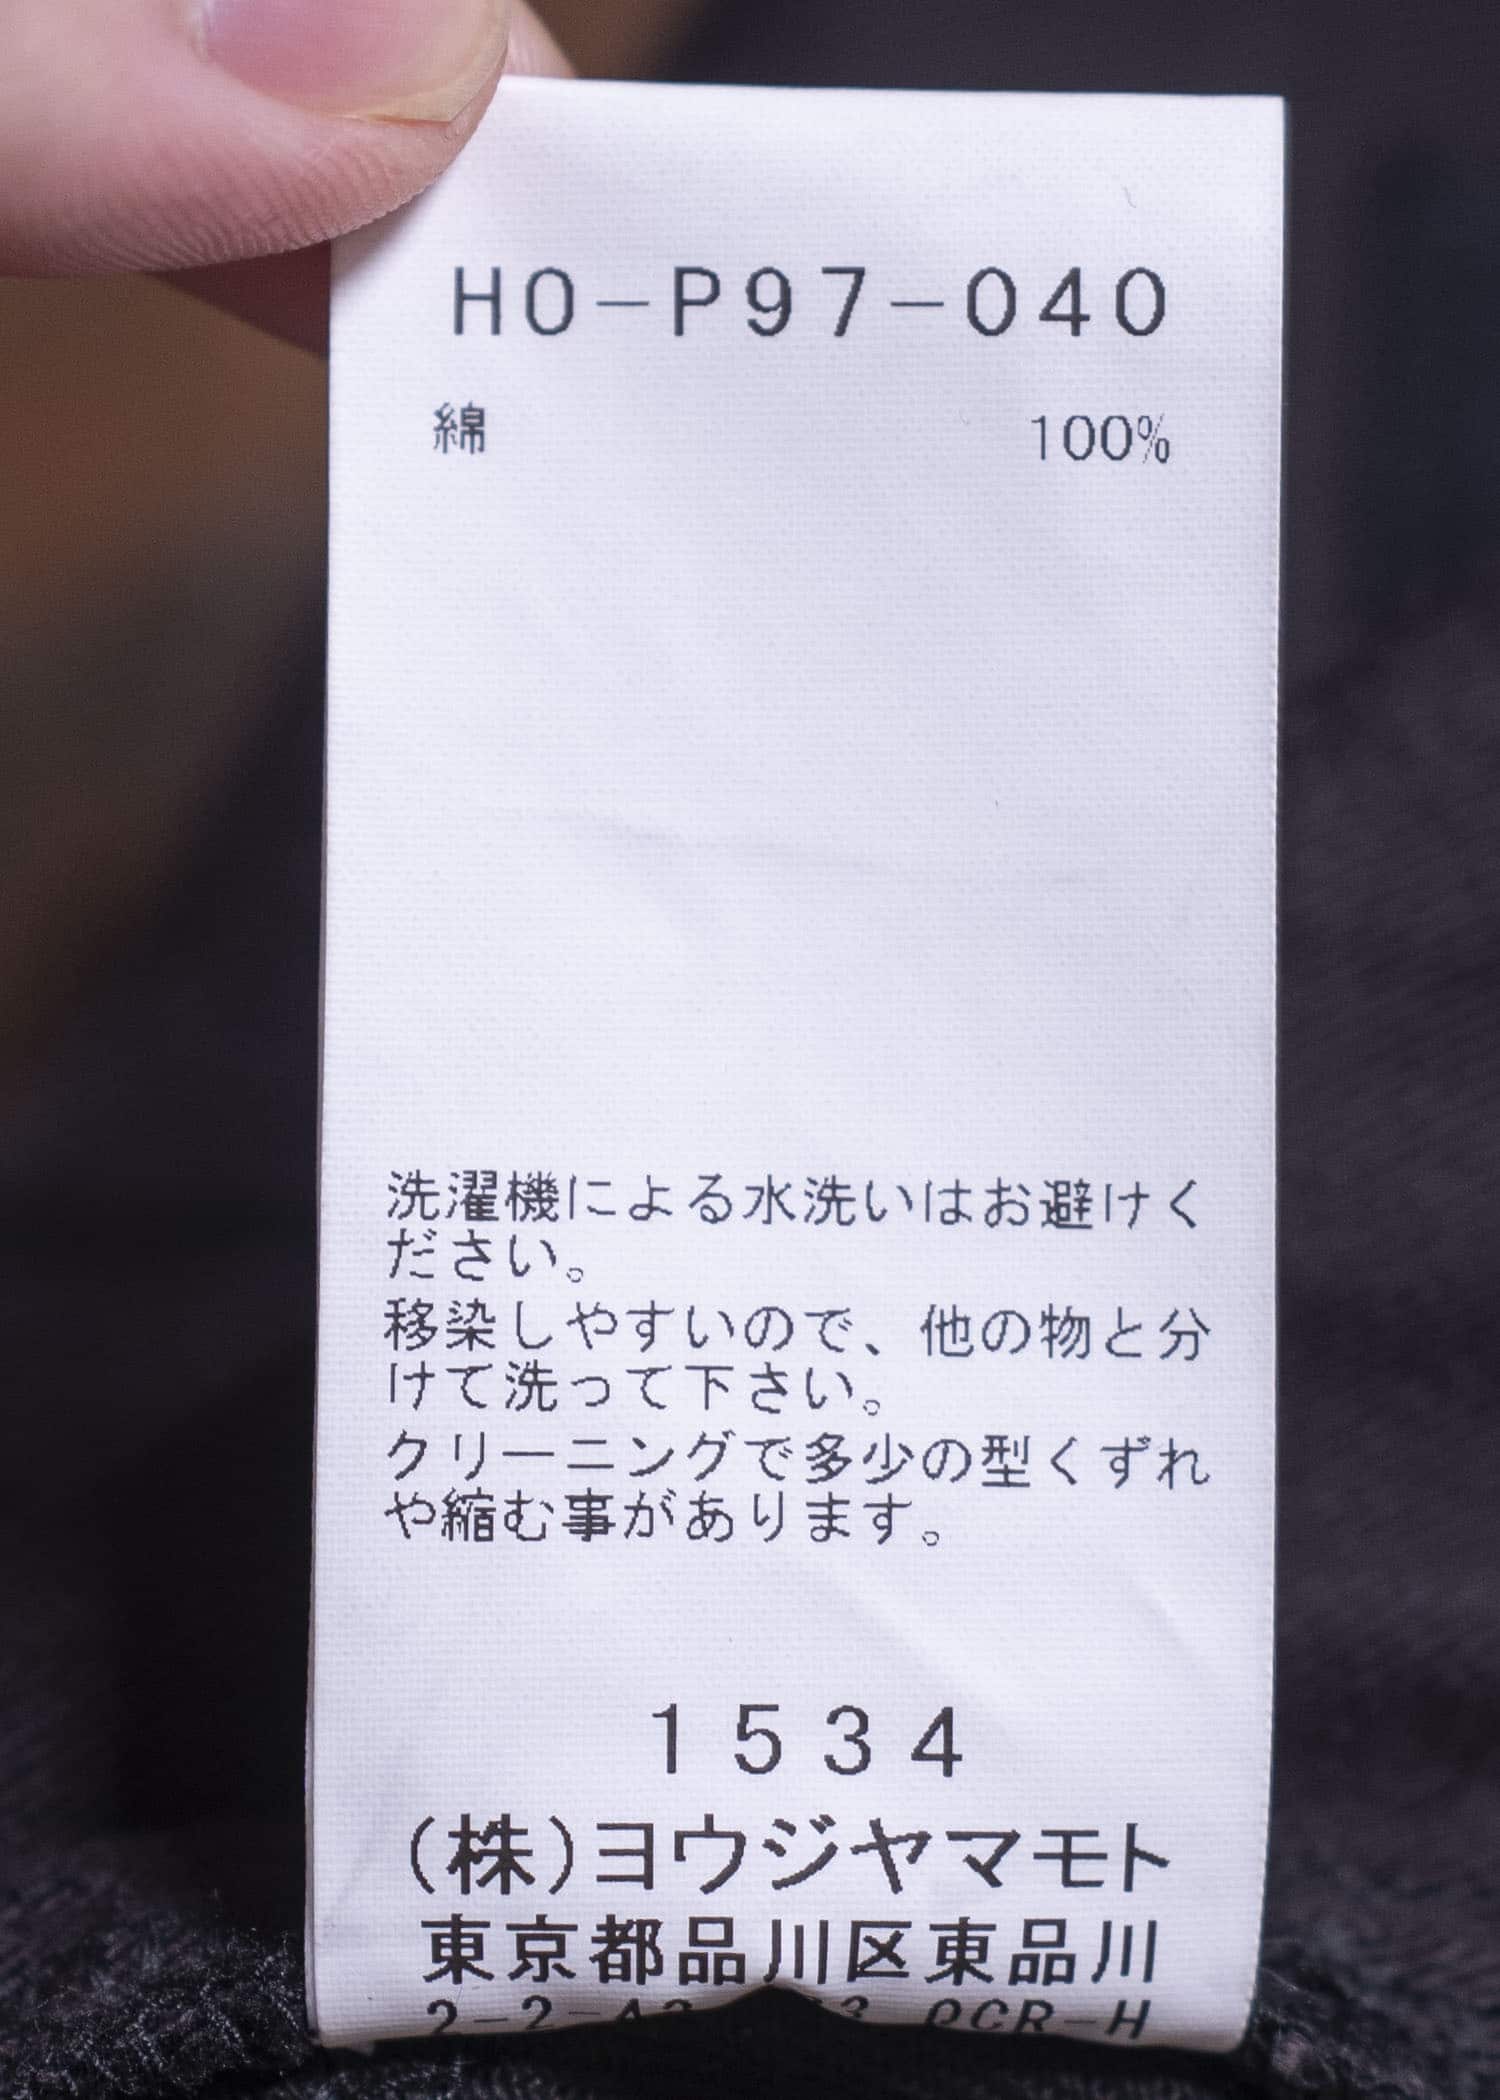 HO-P97-040
綿 100%
洗濯機による水洗いはお避けく
ださい。
移染しやすいので、他の物と分
けて洗って下さい。
クリーニングで多少の型くずれ
や縮む事があります。
1534
(株)ヨウジヤマモト
東京都品川区東品川